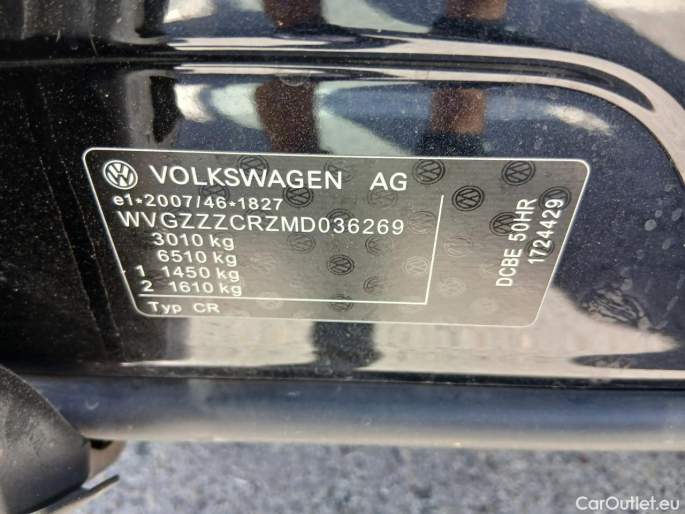 VOLKSWAGEN AG
e1*2007/46*1827
WVGZZZCRZMD036269
3010 kg
6510 kg
1 1450 kg
2 1610 kg
Typ CR
DCBE 50HR
1724429
CarOutlet.eu